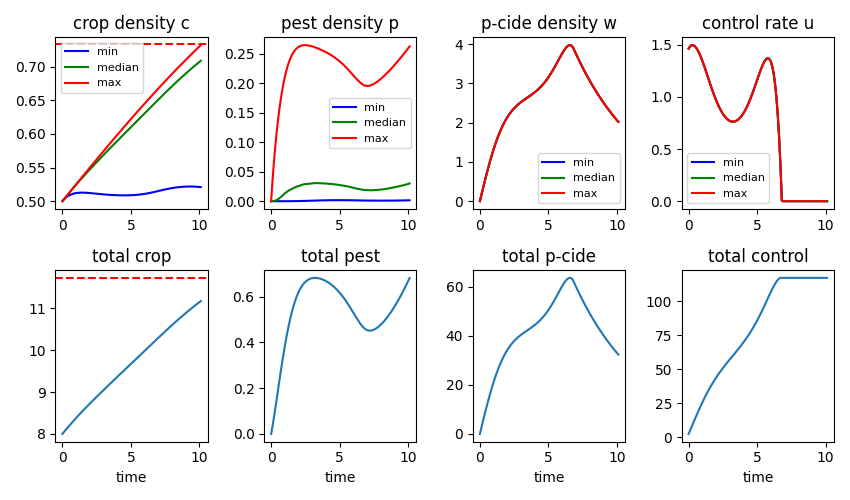 crop density c
pest density p
p-cide density w
control rate u
0.70
0.65
0.60
0.55
0.50
min
median
max
0 5 10
0.25
0.20
0.15
0.10
0.05
0.00
min
median
max
0 5 10
4
3
2
1
0
min
median
max
0 5 10
1.5
1.0
0.5
0.0
min
median
max
0 5 10
total crop
total pest
total p-cide
total control
11
10
9
8
0 5 10
time
0.6
0.4
0.2
0.0
0 5 10
time
60
40
20
0
0 5 10
time
100
75
50
25
0
0 5 10
time